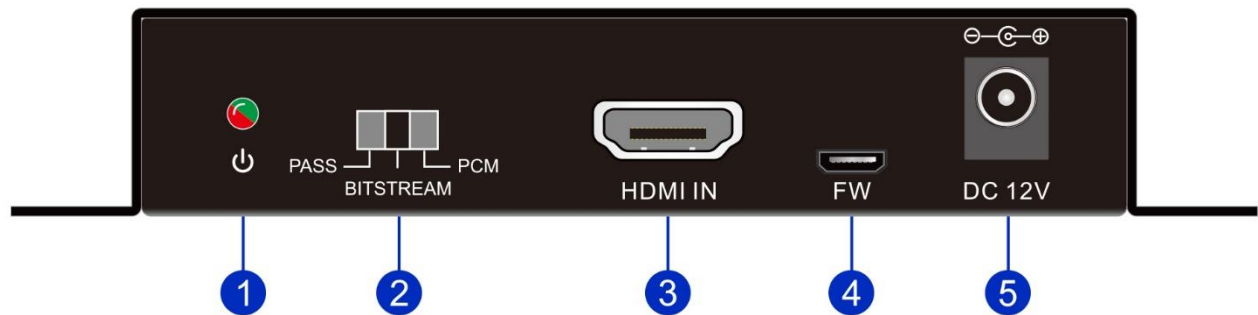 PASS
PCM
BITSTREAM
HDMI IN
FW
DC 12V
1
2
3
4
5